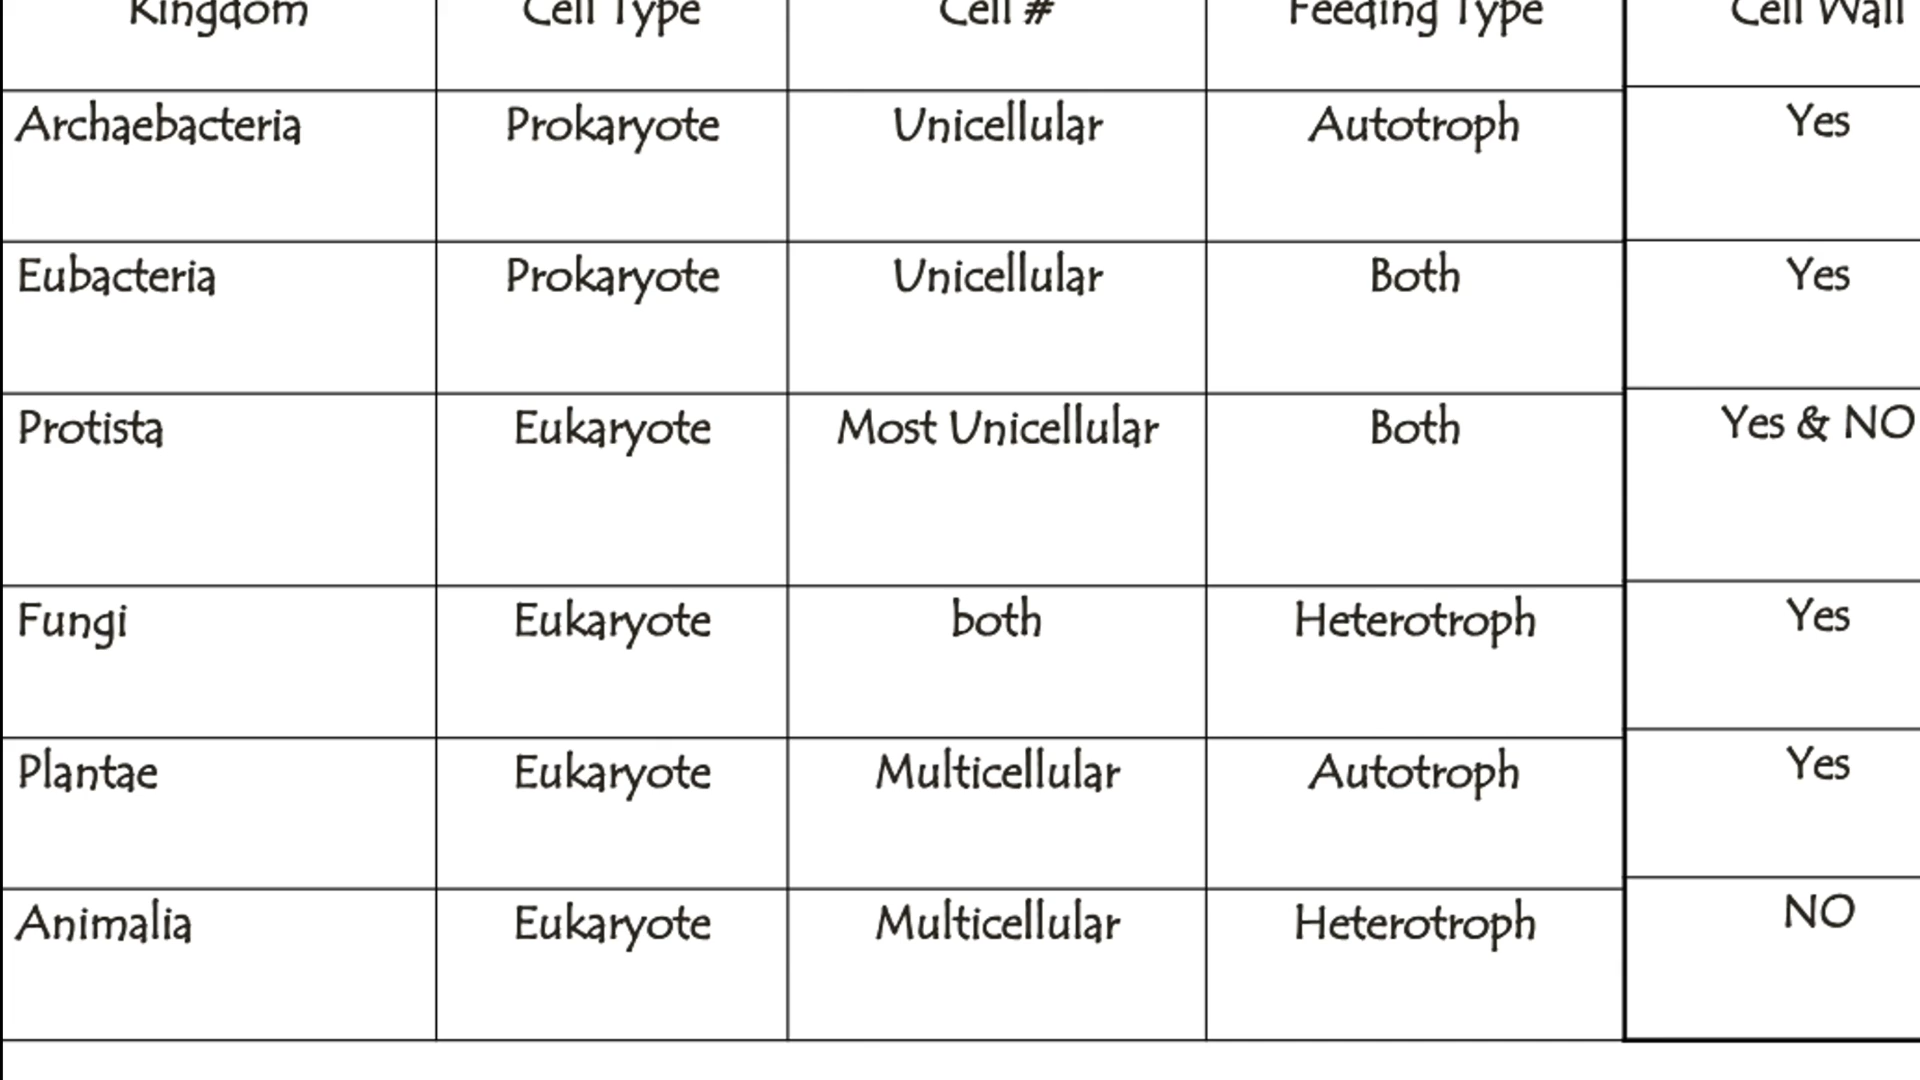 Kingdom Cell Type Cell # Feeding Type Cell Wall
Archaebacteria Prokaryote Unicellular Autotroph Yes
Eubacteria Prokaryote Unicellular Both Yes
Protista Eukaryote Most Unicellular Both Yes & NO
Fungi Eukaryote both Heterotroph Yes
Plantae Eukaryote Multicellular Autotroph Yes
Animalia Eukaryote Multicellular Heterotroph NO